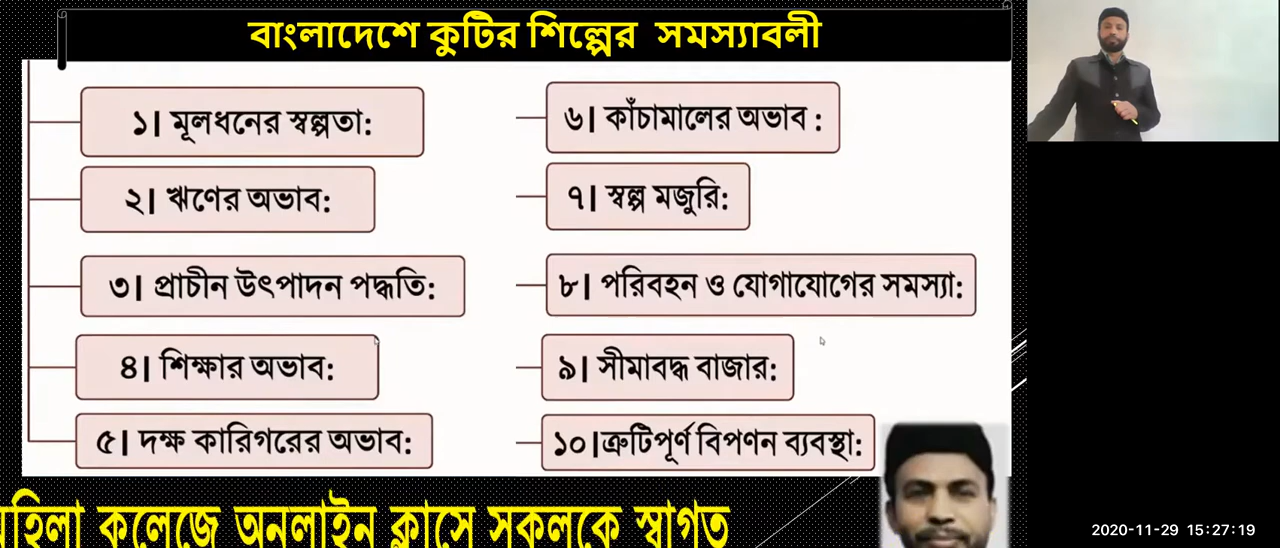 বাংলাদেশে কুটির শিল্পের সমস্যাবলী
১। মূলধনের স্বল্পতা:
২। ঋণের অভাব:
৩। প্রাচীন উৎপাদন পদ্ধতি:
৪। শিক্ষার অভাব:
৫। দক্ষ কারিগরের অভাব:
৬। কাঁচামালের অভাব :
৭। স্বল্প মজুরি:
৮। পরিবহন ও যোগাযোগের সমস্যা:
৯। সীমাবদ্ধ বাজার:
১০।ত্রুটিপূর্ণ বিপণন ব্যবস্থা:
মহিলা কলেজে অনলাইন ক্লাসে সকলকে স্বাগত
2020-11-29 15:27:19